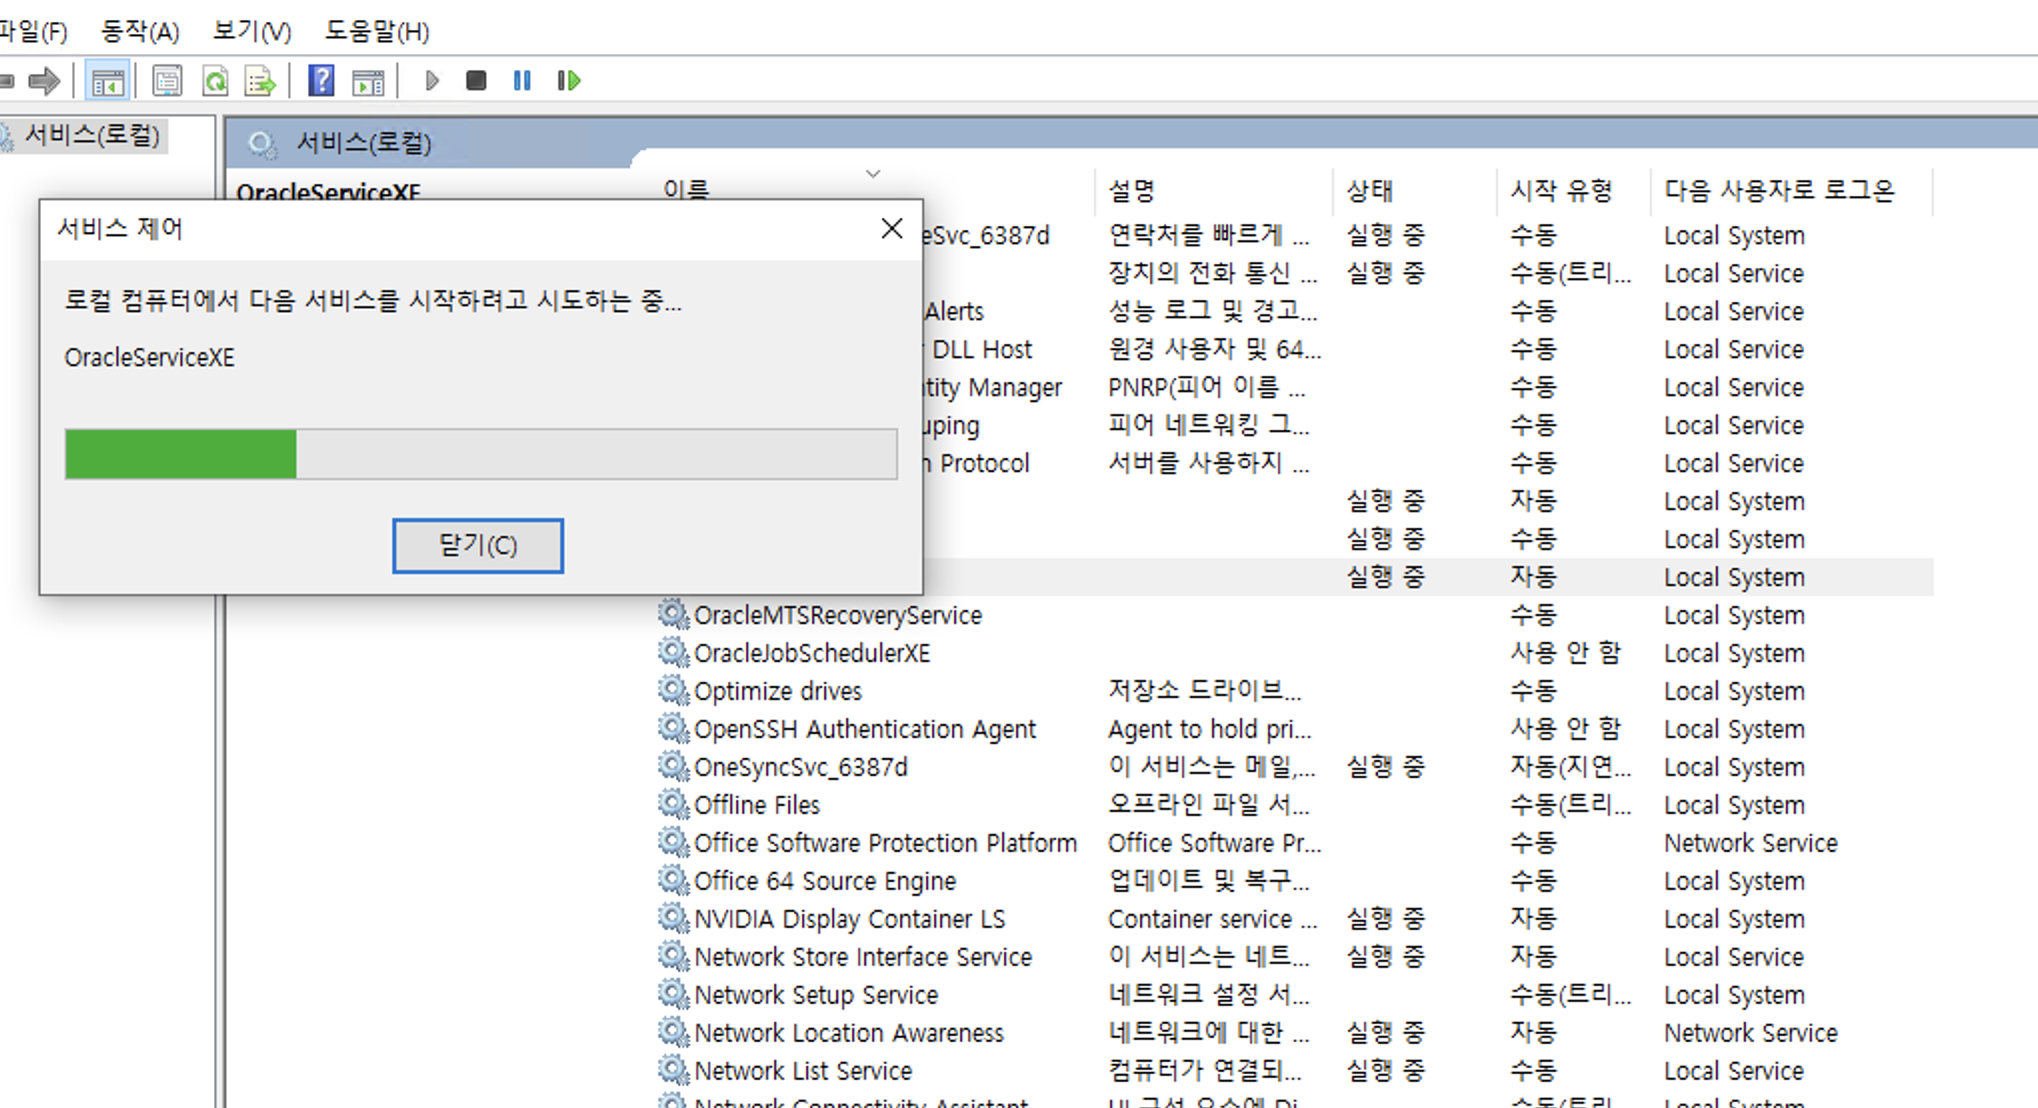 파일(F) 동작(A) 보기(V) 도움말(H)
서비스(로컬)
서비스(로컬)
OracleServiceXE
이름 설명 상태 시작 유형 다음 사용자로 로그온
서비스 제어
로컬 컴퓨터에서 다음 서비스를 시작하려고 시도하는 중...
OracleServiceXE
닫기(C)
eSvc_6387d 연락처를 빠르게 ... 실행 중 수동 Local System
장치의 전화 통신 ... 실행 중 수동(트리... Local Service
Alerts 성능 로그 및 경고... 수동 Local Service
DLL Host 원경 사용자 및 64... 수동 Local Service
tity Manager PNRP(피어 이름 ... 수동 Local Service
uping 피어 네트워킹 그... 수동 Local Service
Protocol 서버를 사용하지 ... 수동 Local Service
실행 중 자동 Local System
실행 중 수동 Local System
실행 중 자동 Local System
OracleMTSRecoveryService 수동 Local System
OracleJobSchedulerXE 사용 안 함 Local System
Optimize drives 저장소 드라이브... 수동 Local System
OpenSSH Authentication Agent Agent to hold pri... 사용 안 함 Local System
OneSyncSvc_6387d 이 서비스는 메일,... 실행 중 자동(지연... Local System
Offline Files 오프라인 파일 서... 수동(트리... Local System
Office Software Protection Platform Office Software Pr... 수동 Network Service
Office 64 Source Engine 업데이트 및 복구... 수동 Local System
NVIDIA Display Container LS Container service ... 실행 중 자동 Local System
Network Store Interface Service 이 서비스는 네트... 실행 중 자동 Local Service
Network Setup Service 네트워크 설정 서... 수동(트리... Local System
Network Location Awareness 네트워크에 대한 ... 실행 중 자동 Network Service
Network List Service 컴퓨터가 연결되... 실행 중 수동 Local Service
Network Connectivity Assistant UI 구성 요소에 Di... 수동(트리... Local System